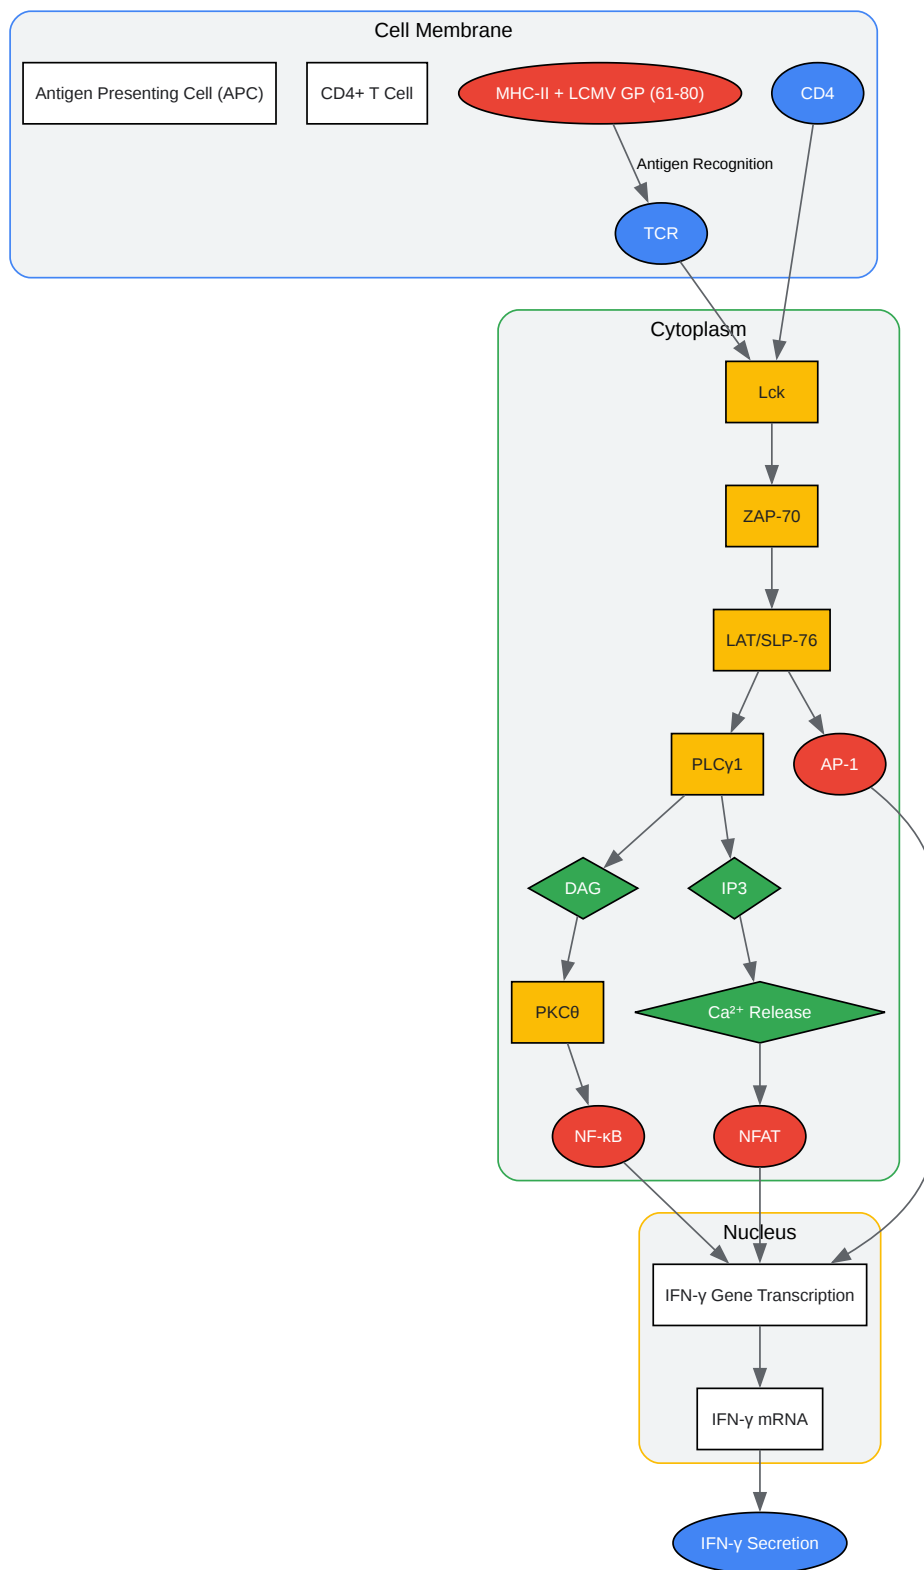 Cell Membrane
Antigen Presenting Cell (APC)
CD4+ T Cell
MHC-II + LCMV GP (61-80)
CD4
Antigen Recognition
TCR
Cytoplasm
Lck
ZAP-70
LAT/SLP-76
PLCγ1
AP-1
DAG
IP3
PKCθ
Ca²⁺ Release
NF-κB
NFAT
Nucleus
IFN-γ Gene Transcription
IFN-γ mRNA
IFN-γ Secretion